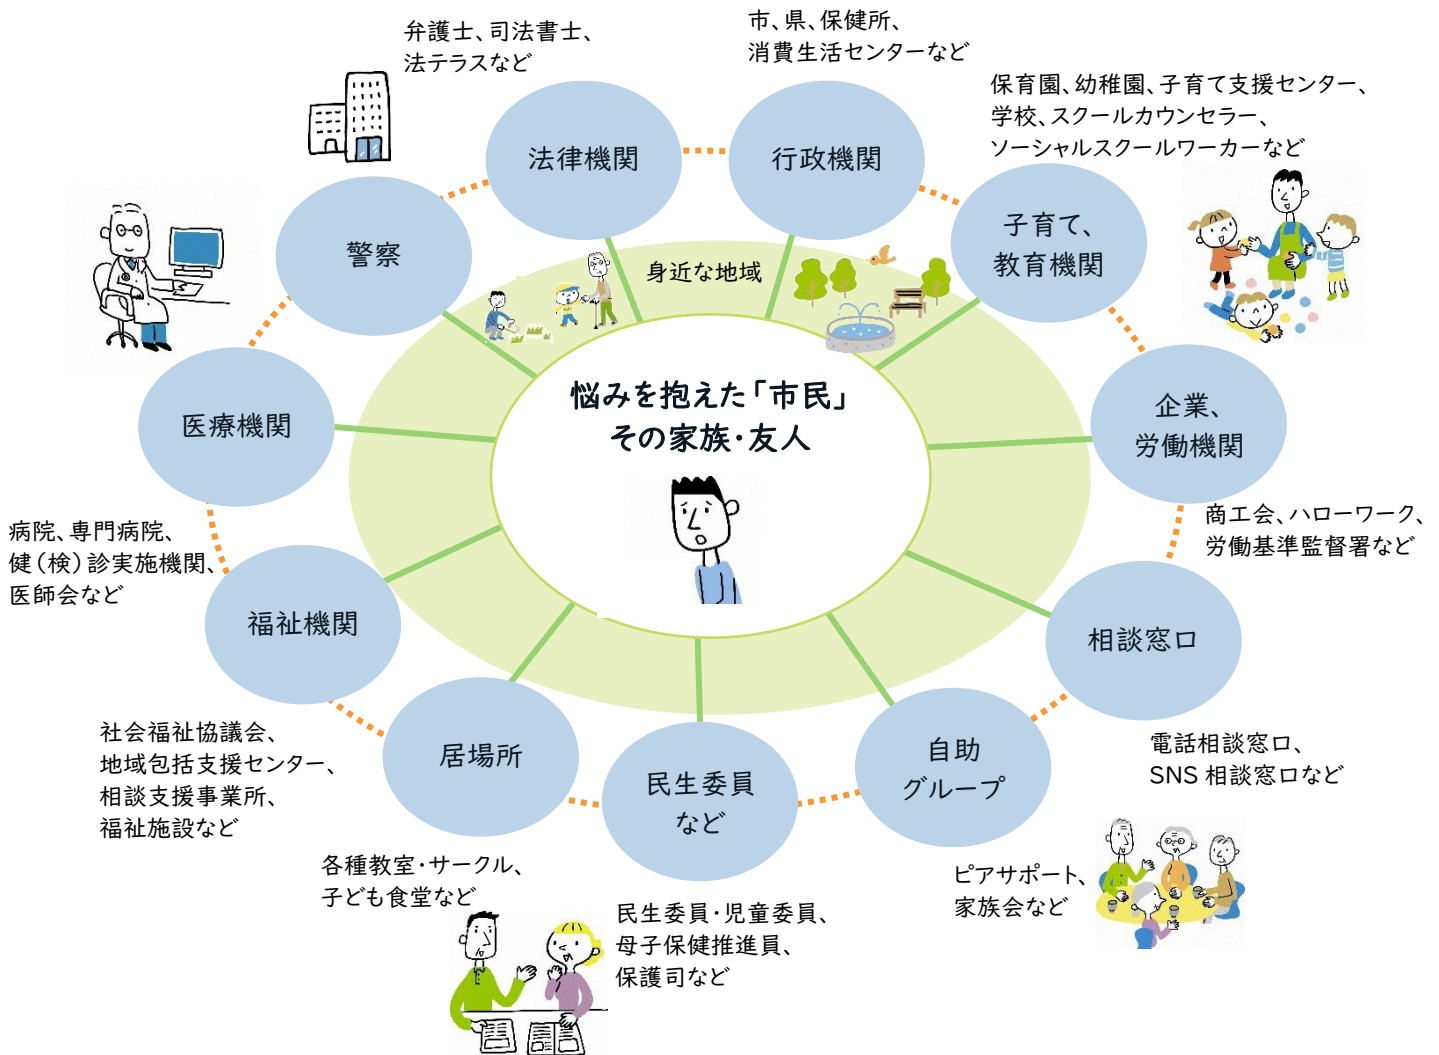 弁護士、司法書士、
法テラスなど
市、県、保健所、
消費生活センターなど
保育園、幼稚園、子育て支援センター、
学校、スクールカウンセラー、
ソーシャルスクールワーカーなど
法律機関
行政機関
子育て、
教育機関
警察
身近な地域
悩みを抱えた「市民」
その家族・友人
医療機関
企業、
労働機関
病院、専門病院、
健(検)診実施機関、
医師会など
商工会、ハローワーク、
労働基準監督署など
福祉機関
相談窓口
社会福祉協議会、
地域包括支援センター、
相談支援事業所、
福祉施設など
居場所
民生委員
など
自助
グループ
電話相談窓口、
SNS 相談窓口など
各種教室・サークル、
子ども食堂など
ピアサポート、
家族会など
民生委員・児童委員、
母子保健推進員、
保護司など